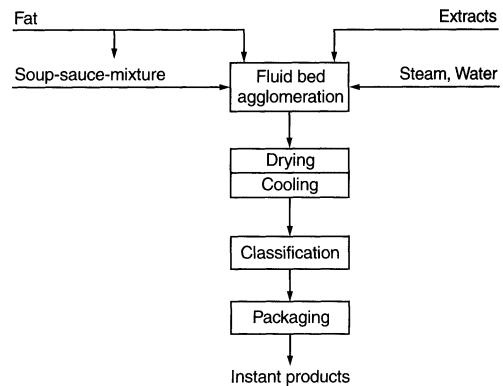 Fat
Extracts
Soup-sauce-mixture
Fluid bed
agglomeration
Steam, Water
Drying
Cooling
Classification
Packaging
Instant products